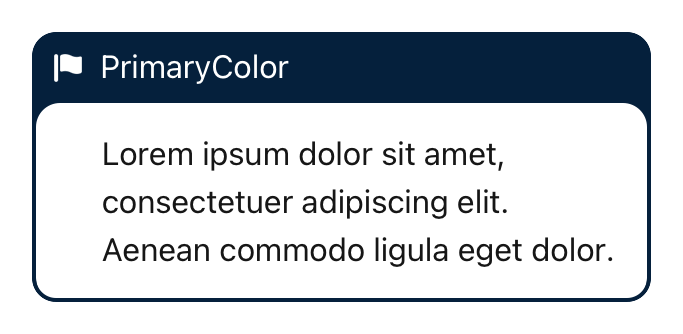 PrimaryColor
Lorem ipsum dolor sit amet,
consectetuer adipiscing elit.
Aenean commodo ligula eget dolor.